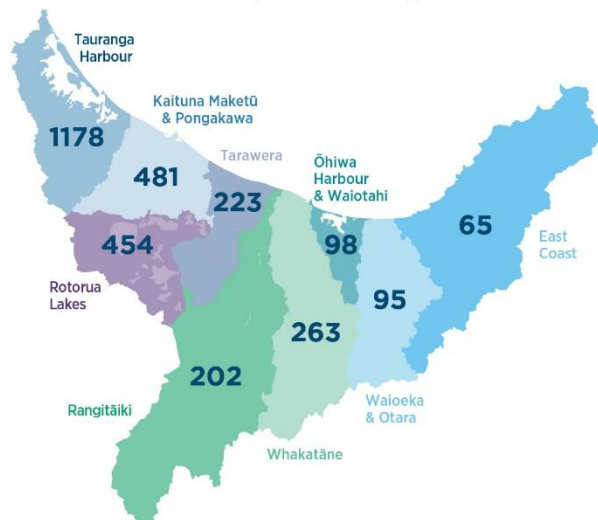 Tauranga
Harbour
1178
Kaituna Maketū
& Pongakawa
481
Tarawera
223
Ōhiwa
Harbour
& Waiotahi
98
65
East
Coast
454
Rotorua
Lakes
95
Waioeka
& Otara
263
Whakatāne
202
Rangitāiki